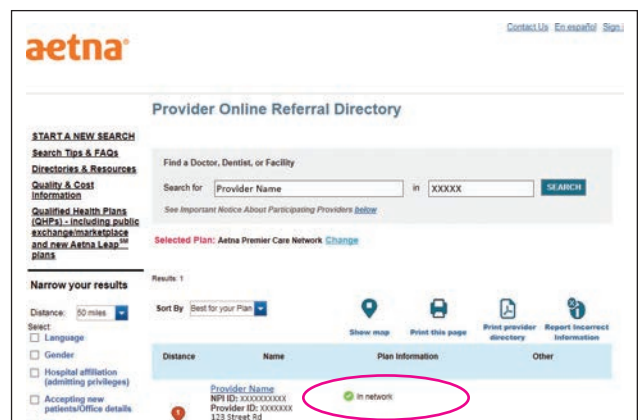 Contact Us En español Sign
aetna
Provider Online Referral Directory
START A NEW SEARCH
Search Tips & FAQs
Directories & Resources
Quality & Cost
Information
Qualified Health Plans
(QHPs) - including public
exchange/marketplace
and new Aetna Leap℠
plans
Narrow your results
Distance: 50 miles
Select:
Language
Gender
Hospital affiliation
(admitting privileges)
Accepting new
patients/Office details
Find a Doctor, Dentist, or Facility
Search for Provider Name in XXXXX SEARCH
See Important Notice About Participating Providers below
Selected Plan: Aetna Premier Care Network Change
Results: 1
Sort By Best for your Plan
Show map Print this page Print provider directory Report Incorrect Information
Distance Name Plan Information Other
1 Provider Name
NPI ID: XXXXXXXXXX
Provider ID: XXXXXXX
123 Street Rd
In network